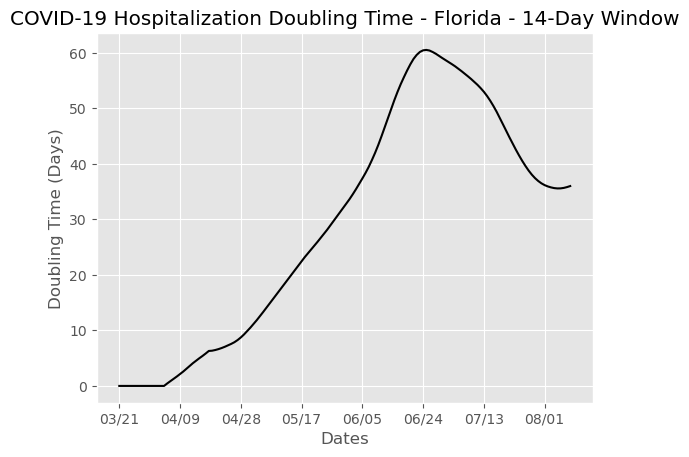 COVID-19 Hospitalization Doubling Time - Florida - 14-Day Window
60
50
40
30
20
10
0
Doubling Time (Days)
03/21 04/09 04/28 05/17 06/05 06/24 07/13 08/01
Dates